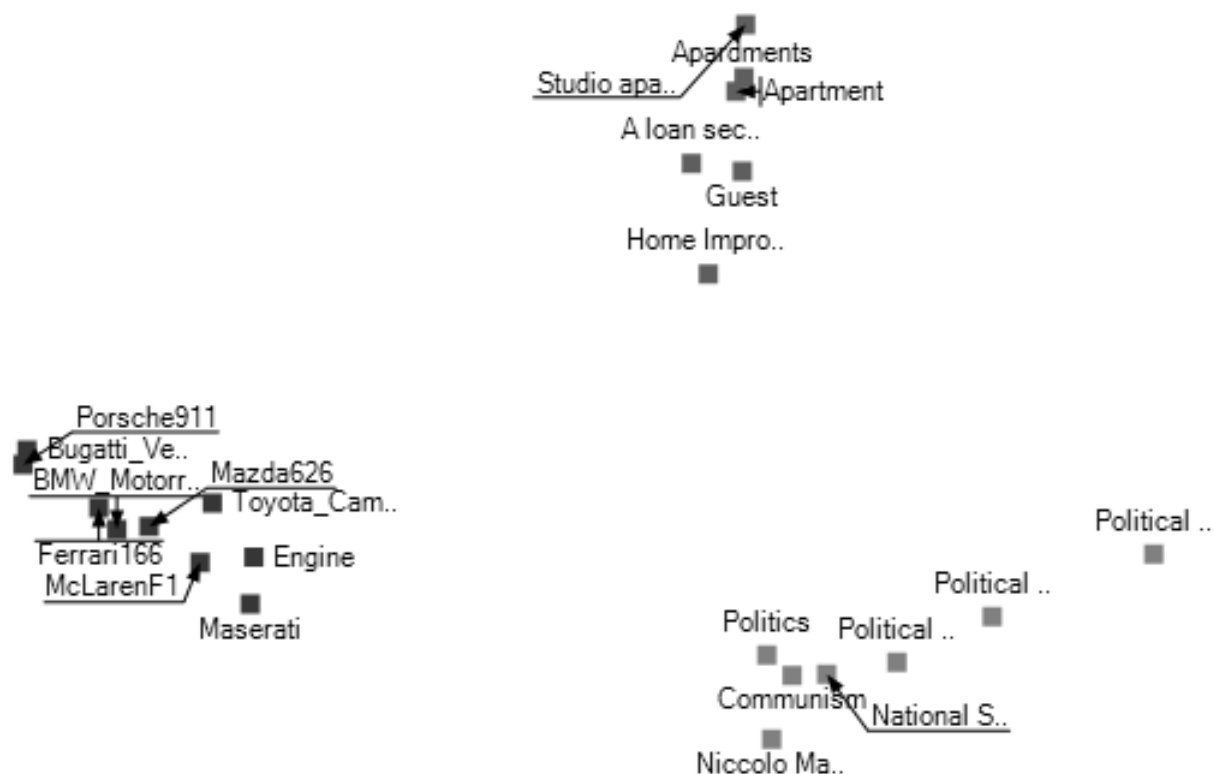 Apardments
Studio apa..
Apartment
A loan sec..
Guest
Home Impro..
Porsche911
Bugatti_Ve..
BMW_Motorr..
Mazda626
Toyota_Cam..
Ferrari166
Engine
McLarenF1
Maserati
Political ..
Political ..
Politics
Political ..
Communism
National S..
Niccolo Ma..